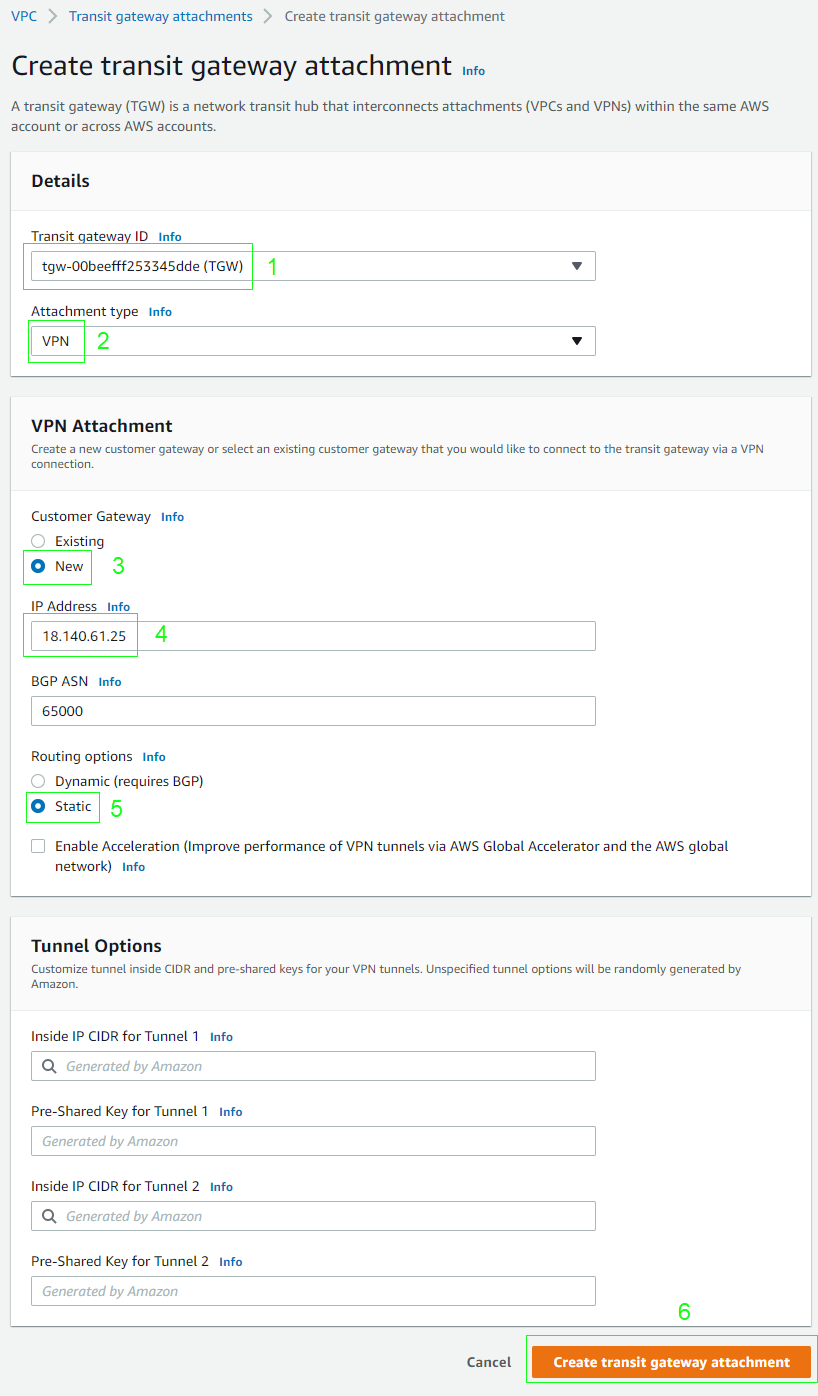 VPC > Transit gateway attachments > Create transit gateway attachment
Create transit gateway attachment Info
A transit gateway (TGW) is a network transit hub that interconnects attachments (VPCs and VPNs) within the same AWS
account or across AWS accounts.
Details
Transit gateway ID Info
tgw-00beefff253345dde (TGW) 1
Attachment type Info
VPN 2
VPN Attachment
Create a new customer gateway or select an existing customer gateway that you would like to connect to the transit gateway via a VPN
connection.
Customer Gateway Info
Existing
New 3
IP Address Info
18.140.61.25 4
BGP ASN Info
65000
Routing options Info
Dynamic (requires BGP)
Static 5
Enable Acceleration (Improve performance of VPN tunnels via AWS Global Accelerator and the AWS global
network) Info
Tunnel Options
Customize tunnel inside CIDR and pre-shared keys for your VPN tunnels. Unspecified tunnel options will be randomly generated by
Amazon.
Inside IP CIDR for Tunnel 1 Info
Generated by Amazon
Pre-Shared Key for Tunnel 1 Info
Generated by Amazon
Inside IP CIDR for Tunnel 2 Info
Generated by Amazon
Pre-Shared Key for Tunnel 2 Info
Generated by Amazon
6
Cancel Create transit gateway attachment